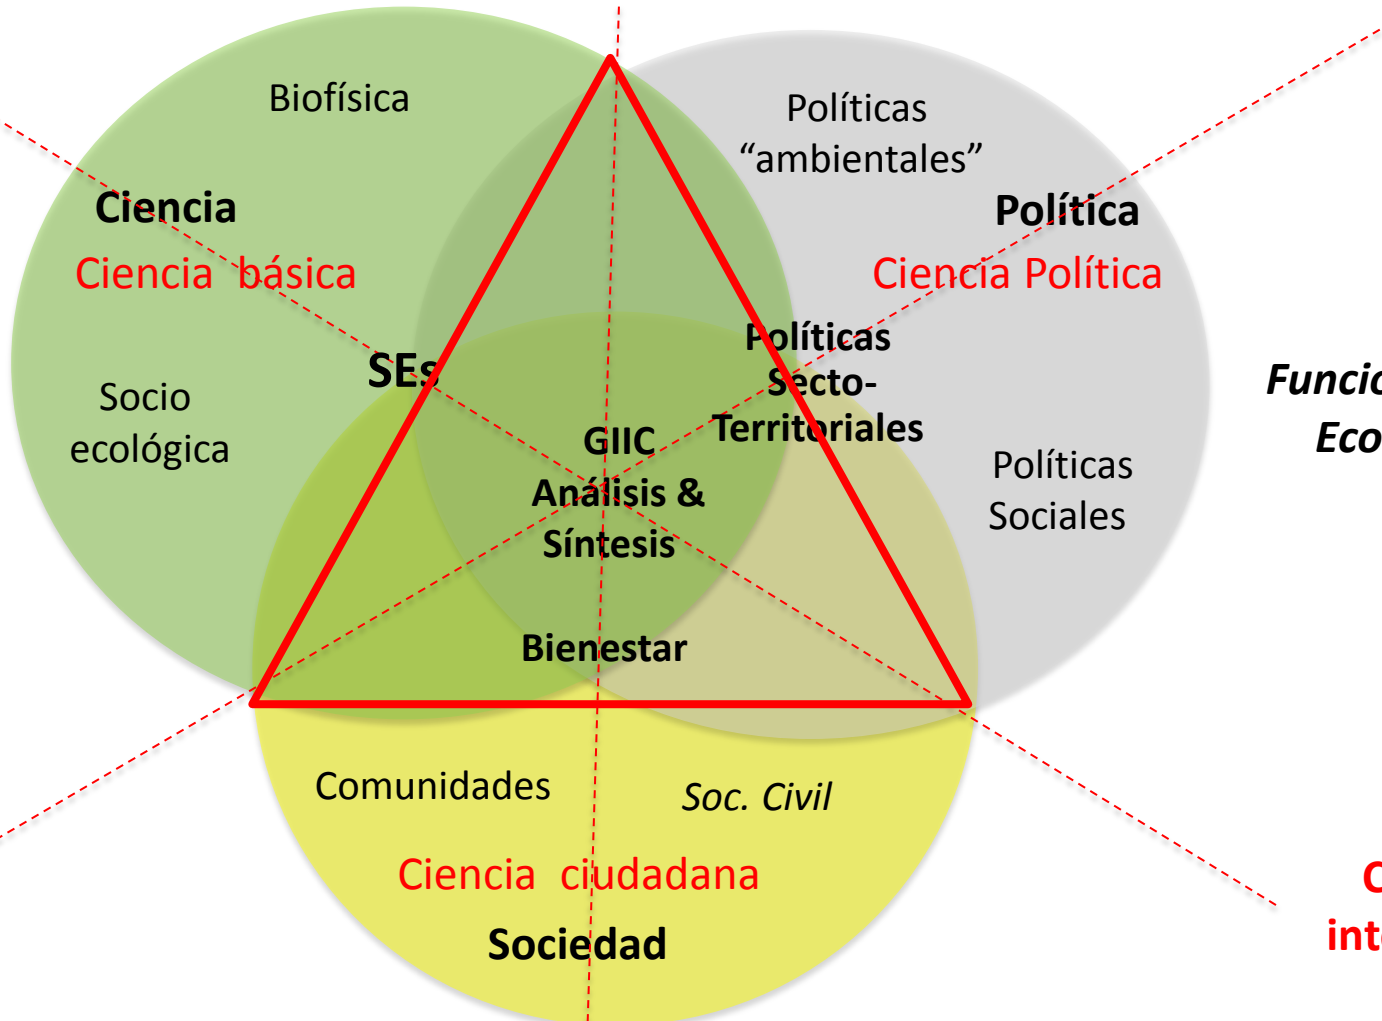 Biofísica
Políticas
“ambientales”
Ciencia
Política
Ciencia básica
Ciencia Política
SEs
Políticas
Secto-
Territoriales
Socio
ecológica
GIIC
Análisis &
Síntesis
Políticas
Sociales
Bienestar
Comunidades
Soc. Civil
Ciencia ciudadana
Sociedad